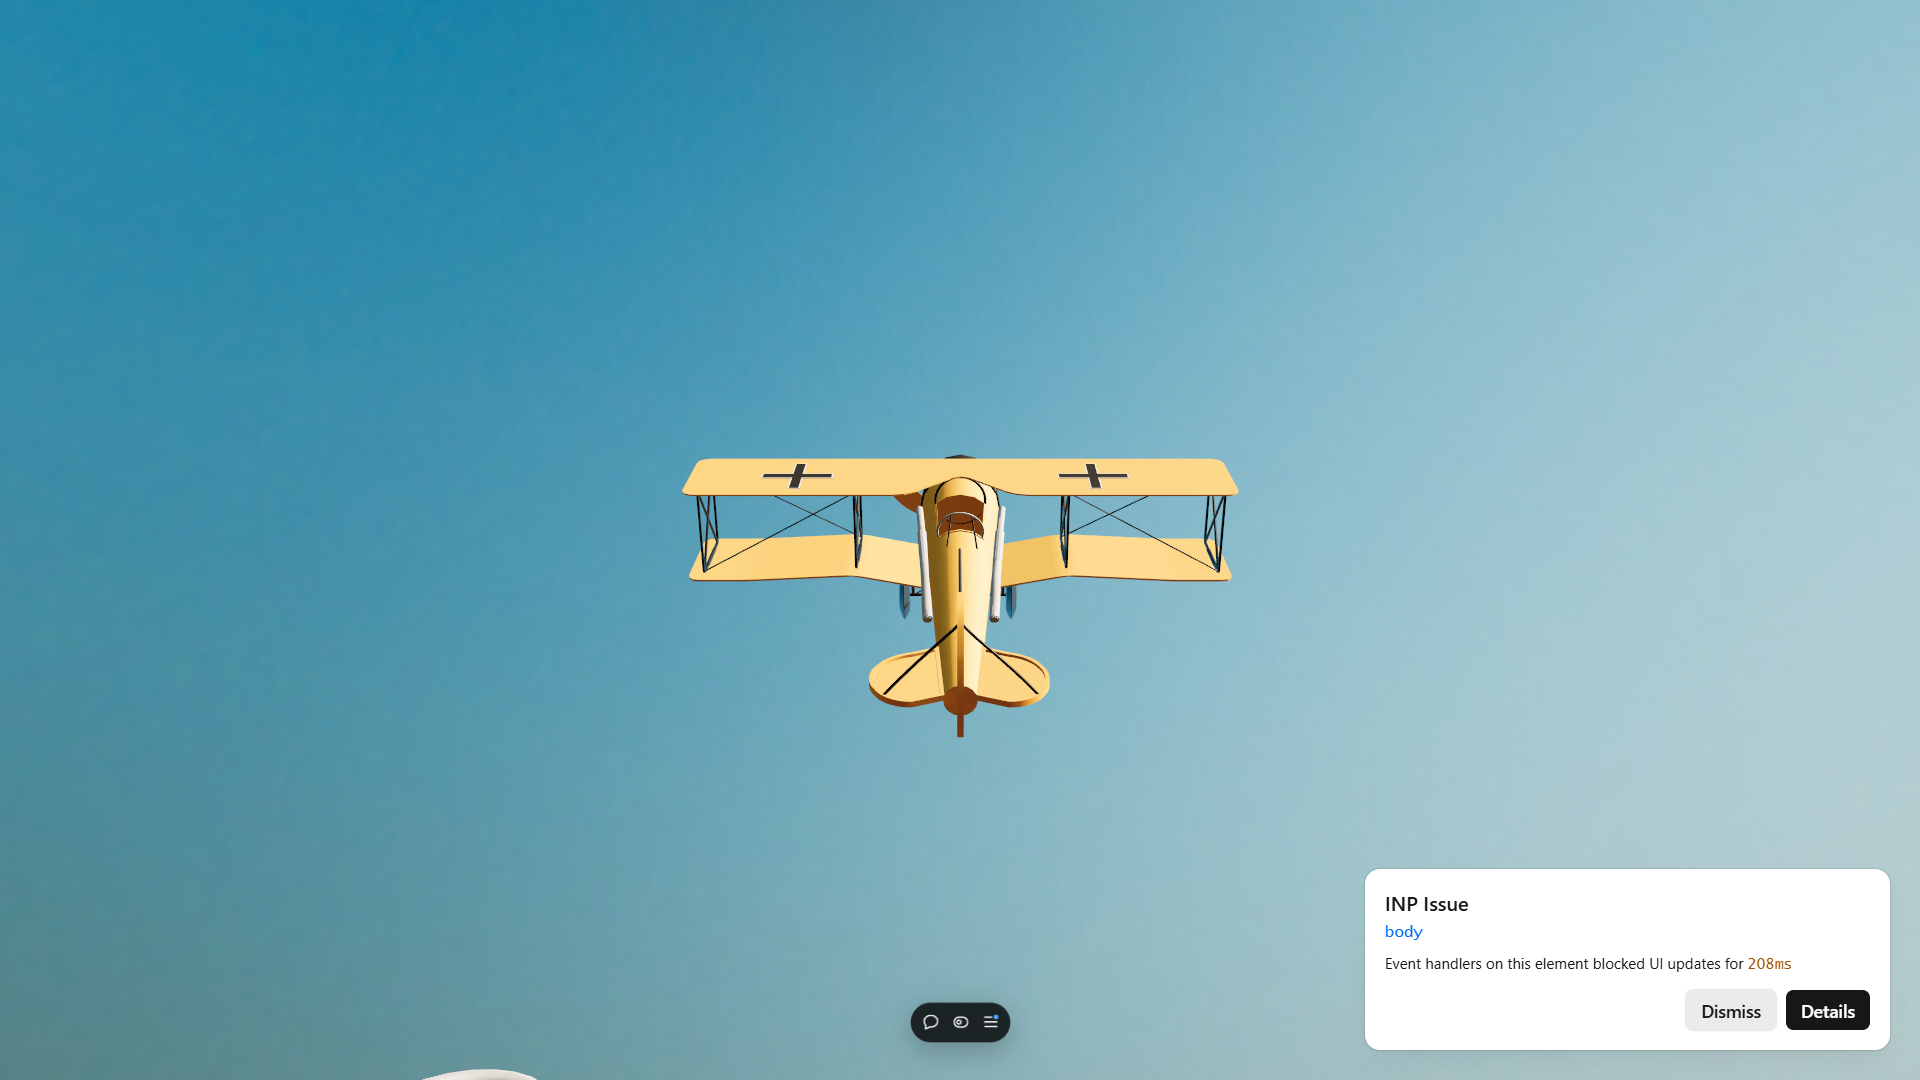 INP Issue
body
Event handlers on this element blocked UI updates for 208ms
Dismiss
Details